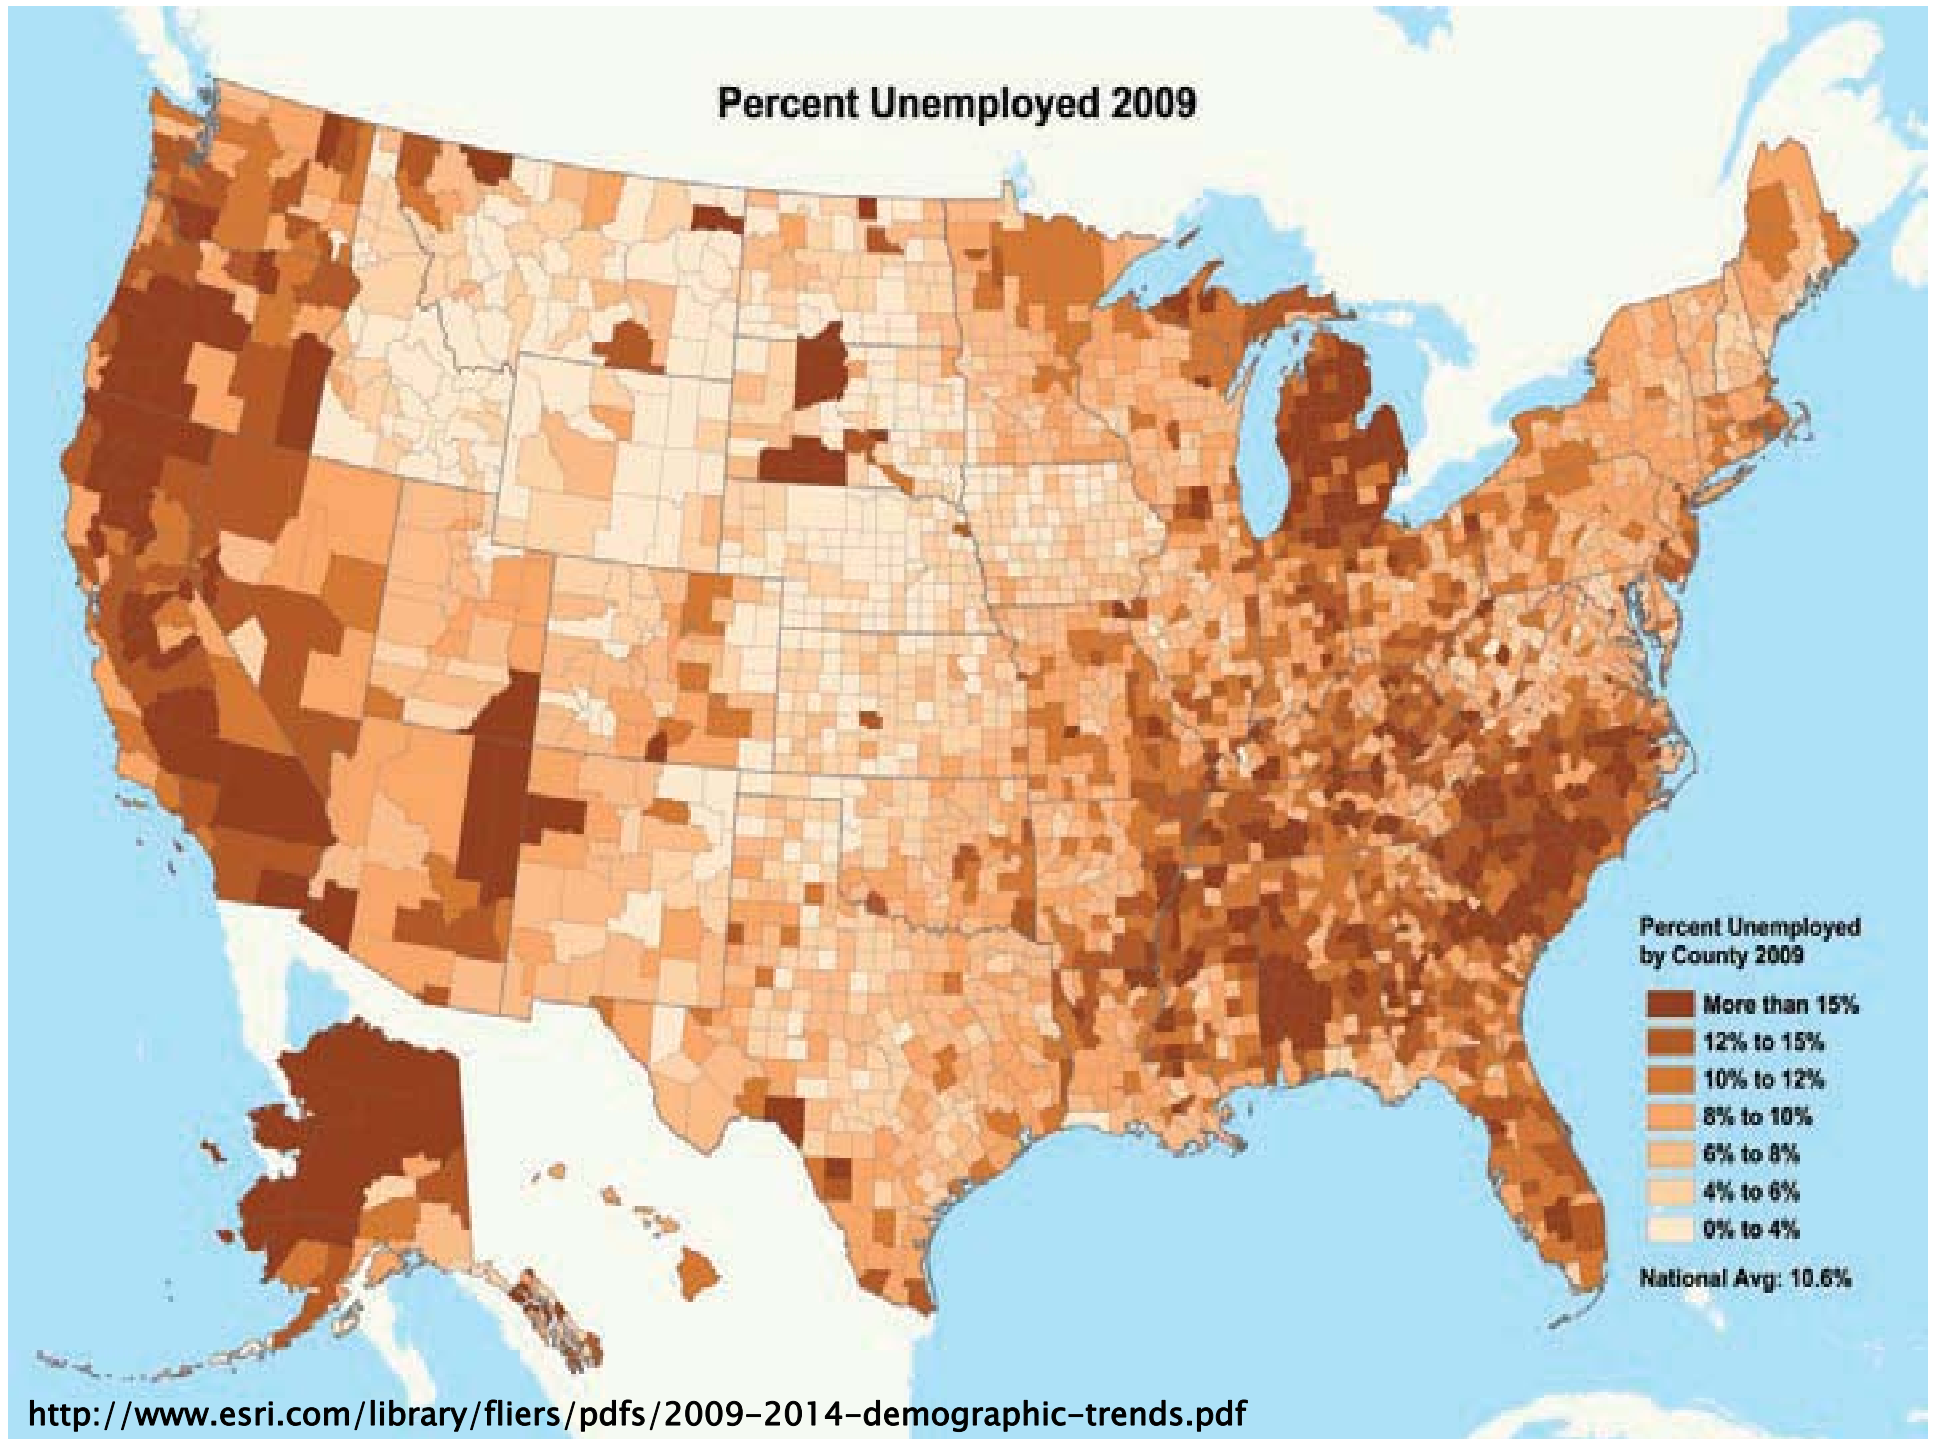 Percent Unemployed 2009
Percent Unemployed
by County 2009
More than 15%
12% to 15%
10% to 12%
8% to 10%
6% to 8%
4% to 6%
0% to 4%
National Avg: 10.6%
http://www.esri.com/library/fliers/pdfs/2009-2014-demographic-trends.pdf